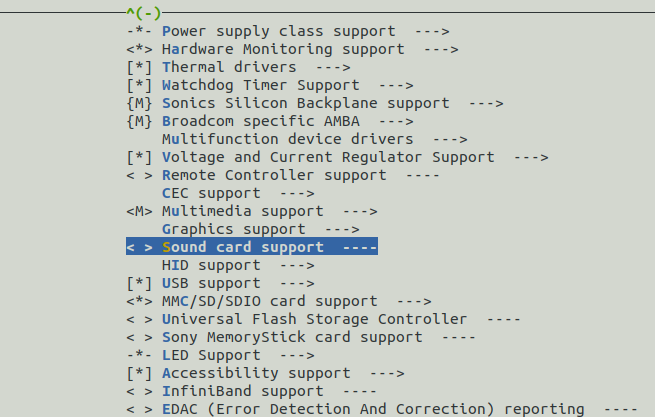 ^(-)
-*- Power supply class support  --->
<*> Hardware Monitoring support  --->
[*] Thermal drivers  --->
[*] Watchdog Timer Support  --->
{M} Sonics Silicon Backplane support  --->
{M} Broadcom specific AMBA  --->
    Multifunction device drivers  --->
[*] Voltage and Current Regulator Support  --->
< > Remote Controller support  ----
    CEC support  --->
<M> Multimedia support  --->
    Graphics support  --->
< > Sound card support  ----
    HID support  --->
[*] USB support  --->
<*> MMC/SD/SDIO card support  --->
< > Universal Flash Storage Controller  ----
< > Sony MemoryStick card support  ----
-*- LED Support  --->
[*] Accessibility support  --->
< > InfiniBand support  ----
< > EDAC (Error Detection And Correction) reporting  ----